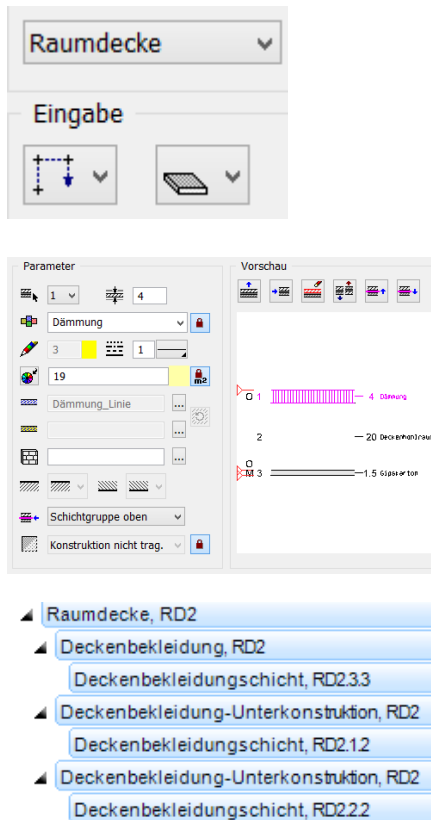 Raumdecke
Eingabe
Parameter
Vorschau
1
4
Dämmung
3
1
19
m2
Dämmung_Linie
...
...
...
Schichtgruppe oben
Konstruktion nicht trag.
O 1
4 Dämmung
2
20
M 3
1.5
Raumdecke, RD2
Deckenbekleidung, RD2
Deckenbekleidungschicht, RD2.3.3
Deckenbekleidung-Unterkonstruktion, RD2
Deckenbekleidungschicht, RD2.1.2
Deckenbekleidung-Unterkonstruktion, RD2
Deckenbekleidungschicht, RD2.2.2